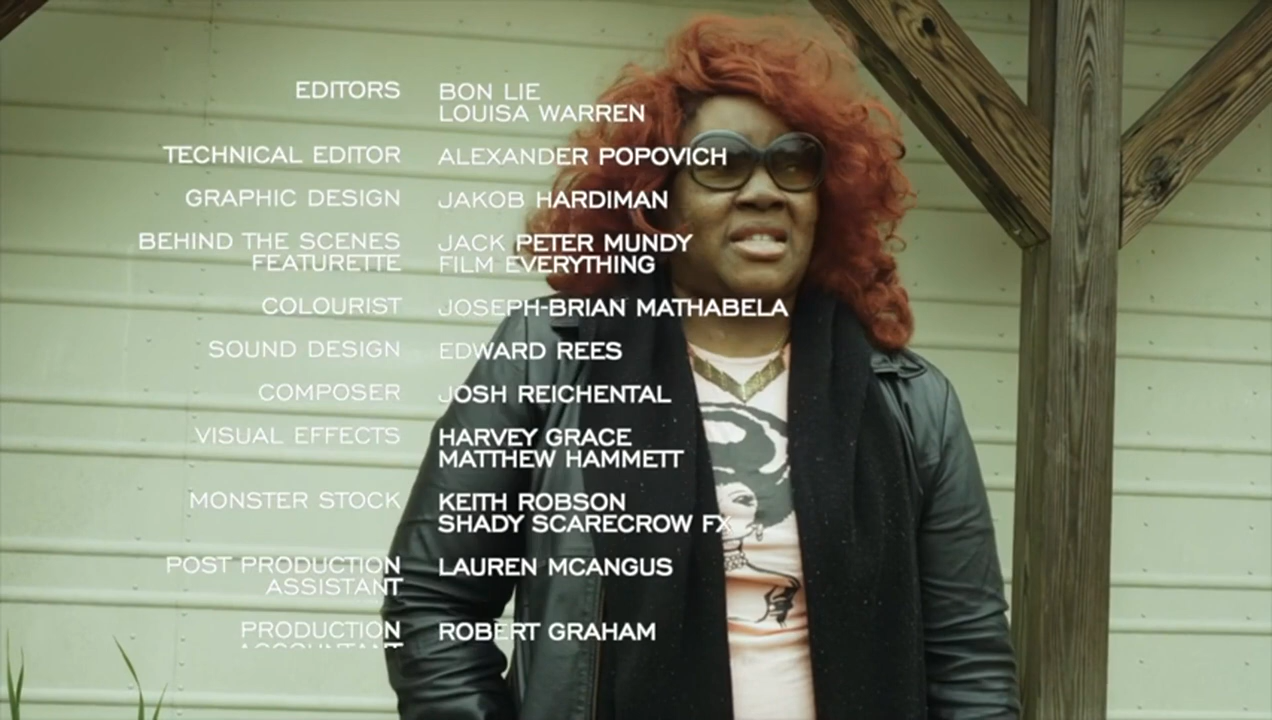 EDITORS BON LIE
LOUISA WARREN
TECHNICAL EDITOR ALEXANDER POPOVICH
GRAPHIC DESIGN JAKOB HARDIMAN
BEHIND THE SCENES JACK PETER MUNDY
FEATURETTE FILM EVERYTHING
COLOURIST JOSEPH-BRIAN MATHABELA
SOUND DESIGN EDWARD REES
COMPOSER JOSH REICHENTAL
VISUAL EFFECTS HARVEY GRACE
MATTHEW HAMMETT
MONSTER STOCK KEITH ROBSON
SHADY SCARECROW FX
POST PRODUCTION LAUREN MCANGUS
ASSISTANT
PRODUCTION ROBERT GRAHAM
ACCOUNTANT